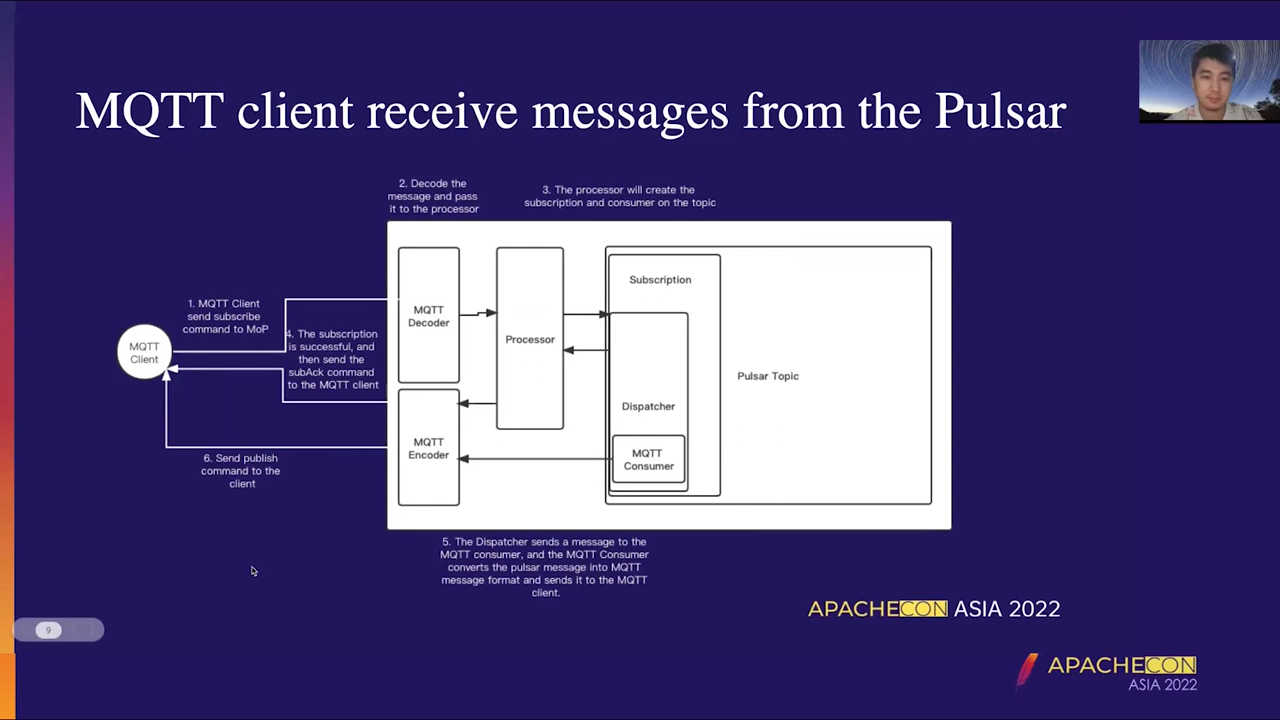 MQTT client receive messages from the Pulsar
2. Decode the
message and pass
it to the processor
3. The processor will create the
subscription and consumer on the topic
1. MQTT Client
send subscribe
command to MoP
4. The subscription
is successful, and
then send the
subAck command
to the MQTT client
MQTT
Client
MQTT
Decoder
Processor
Subscription
Dispatcher
Pulsar Topic
MQTT
Encoder
MQTT
Consumer
6. Send publish
command to the
client
5. The Dispatcher sends a message to the
MQTT consumer, and the MQTT Consumer
converts the pulsar message into MQTT
message format and sends it to the MQTT
client.
APACHECON ASIA 2022
9
APACHECON
ASIA 2022